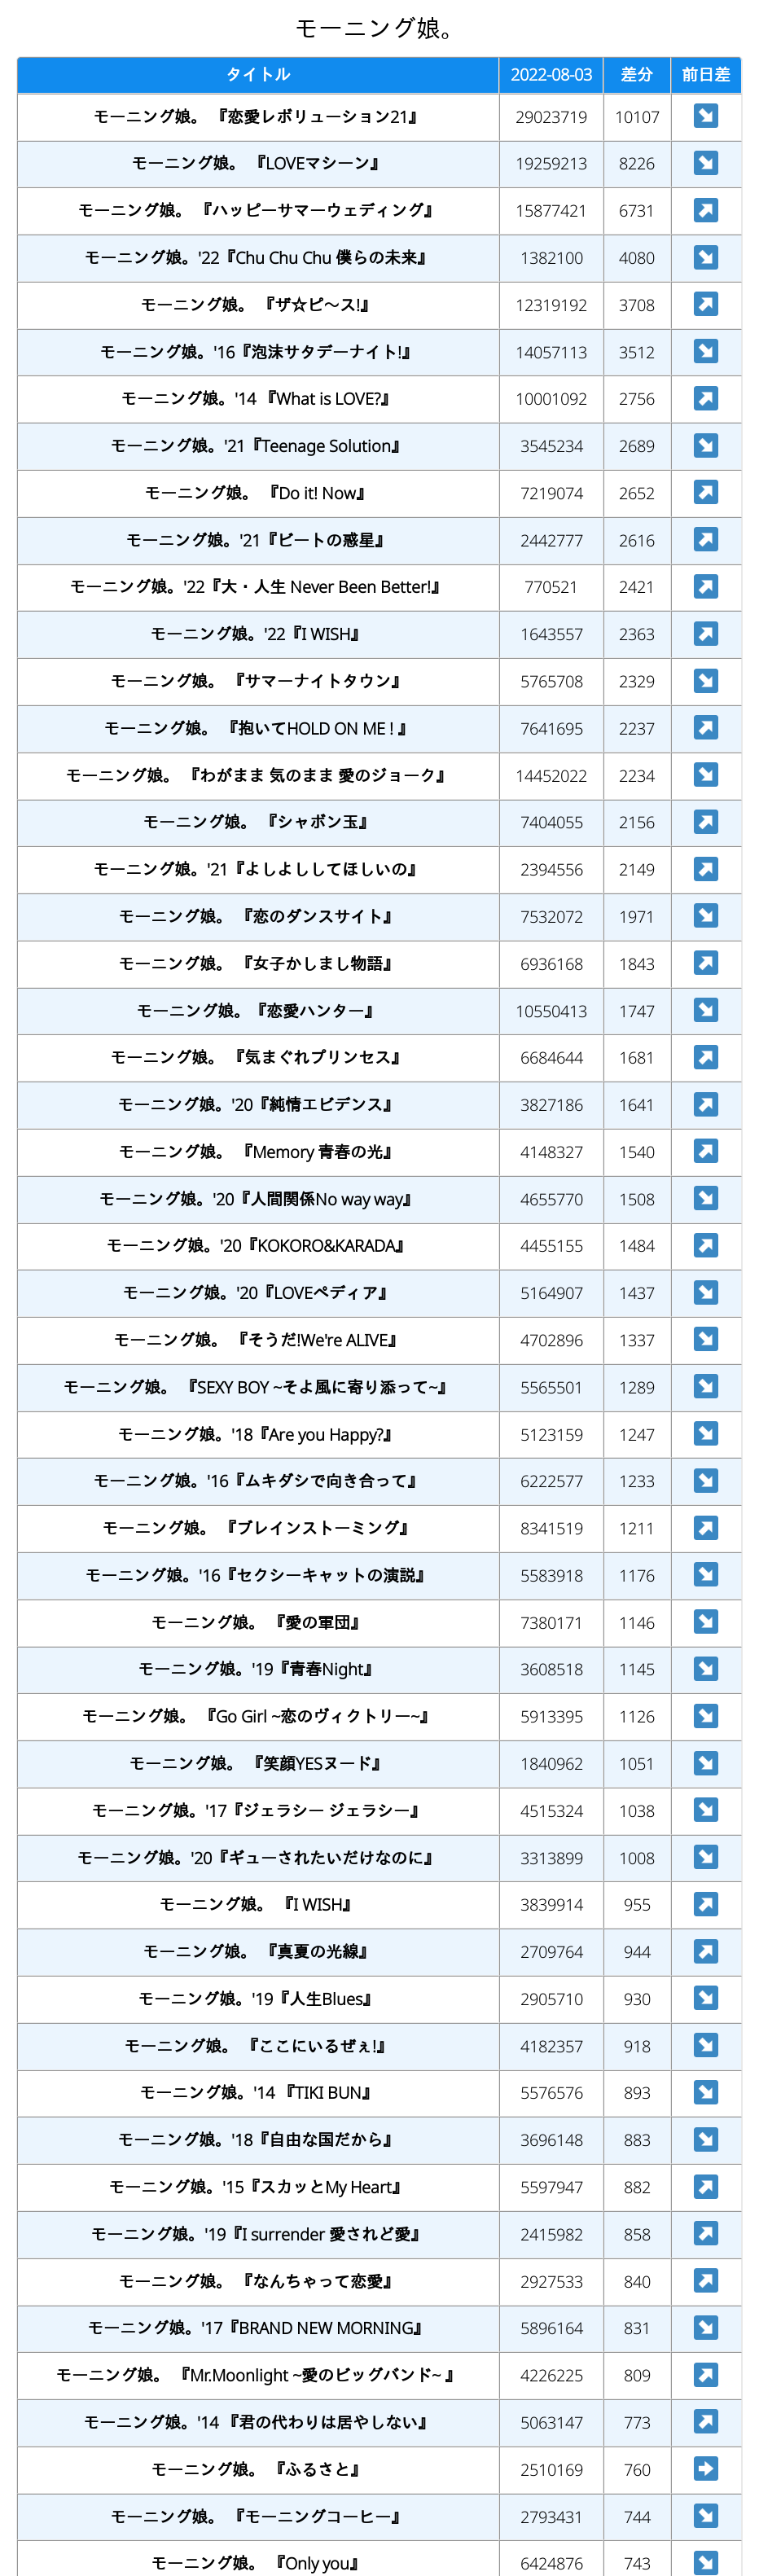 モーニング娘。
タイトル 2022-08-03 差分 前日差
モーニング娘。 『恋愛レボリューション21』 29023719 10107 ↘
モーニング娘。 『LOVEマシーン』 19259213 8226 ↘
モーニング娘。 『ハッピーサマーウェディング』 15877421 6731 ↗
モーニング娘。'22『Chu Chu Chu 僕らの未来』 1382100 4080 ↘
モーニング娘。 『ザ☆ピ～ス!』 12319192 3708 ↗
モーニング娘。'16『泡沫サタデーナイト!』 14057113 3512 ↘
モーニング娘。'14 『What is LOVE?』 10001092 2756 ↗
モーニング娘。'21『Teenage Solution』 3545234 2689 ↘
モーニング娘。 『Do it! Now』 7219074 2652 ↗
モーニング娘。'21『ビートの惑星』 2442777 2616 ↗
モーニング娘。'22『大・人生 Never Been Better!』 770521 2421 ↗
モーニング娘。'22『I WISH』 1643557 2363 ↗
モーニング娘。 『サマーナイトタウン』 5765708 2329 ↘
モーニング娘。 『抱いてHOLD ON ME ! 』 7641695 2237 ↗
モーニング娘。 『わがまま 気のまま 愛のジョーク』 14452022 2234 ↘
モーニング娘。 『シャボン玉』 7404055 2156 ↗
モーニング娘。'21『よしよししてほしいの』 2394556 2149 ↗
モーニング娘。 『恋のダンスサイト』 7532072 1971 ↘
モーニング娘。 『女子かしまし物語』 6936168 1843 ↗
モーニング娘。『恋愛ハンター』 10550413 1747 ↘
モーニング娘。 『気まぐれプリンセス』 6684644 1681 ↗
モーニング娘。'20『純情エビデンス』 3827186 1641 ↗
モーニング娘。 『Memory 青春の光』 4148327 1540 ↗
モーニング娘。'20『人間関係No way way』 4655770 1508 ↘
モーニング娘。'20『KOKORO&KARADA』 4455155 1484 ↗
モーニング娘。'20『LOVEペディア』 5164907 1437 ↘
モーニング娘。 『そうだ!We're ALIVE』 4702896 1337 ↘
モーニング娘。 『SEXY BOY ~そよ風に寄り添って~』 5565501 1289 ↘
モーニング娘。'18『Are you Happy?』 5123159 1247 ↘
モーニング娘。'16『ムキダシで向き合って』 6222577 1233 ↘
モーニング娘。 『ブレインストーミング』 8341519 1211 ↗
モーニング娘。'16『セクシーキャットの演説』 5583918 1176 ↘
モーニング娘。 『愛の軍団』 7380171 1146 ↘
モーニング娘。'19『青春Night』 3608518 1145 ↘
モーニング娘。 『Go Girl ~恋のヴィクトリー~』 5913395 1126 ↘
モーニング娘。 『笑顔YESヌード』 1840962 1051 ↘
モーニング娘。'17『ジェラシー ジェラシー』 4515324 1038 ↘
モーニング娘。'20『ギューされたいだけなのに』 3313899 1008 ↘
モーニング娘。 『I WISH』 3839914 955 ↗
モーニング娘。 『真夏の光線』 2709764 944 ↗
モーニング娘。'19『人生Blues』 2905710 930 ↘
モーニング娘。 『ここにいるぜぇ!』 4182357 918 ↘
モーニング娘。'14 『TIKI BUN』 5576576 893 ↘
モーニング娘。'18『自由な国だから』 3696148 883 ↘
モーニング娘。'15『スカッとMy Heart』 5597947 882 ↗
モーニング娘。'19『I surrender 愛されど愛』 2415982 858 ↗
モーニング娘。 『なんちゃって恋愛』 2927533 840 ↗
モーニング娘。'17『BRAND NEW MORNING』 5896164 831 ↘
モーニング娘。 『Mr.Moonlight ~愛のビッグバンド~ 』 4226225 809 ↗
モーニング娘。'14 『君の代わりは居やしない』 5063147 773 ↗
モーニング娘。 『ふるさと』 2510169 760 ➡
モーニング娘。 『モーニングコーヒー』 2793431 744 ↘
モーニング娘。 『Only you』 6424876 743 ↘